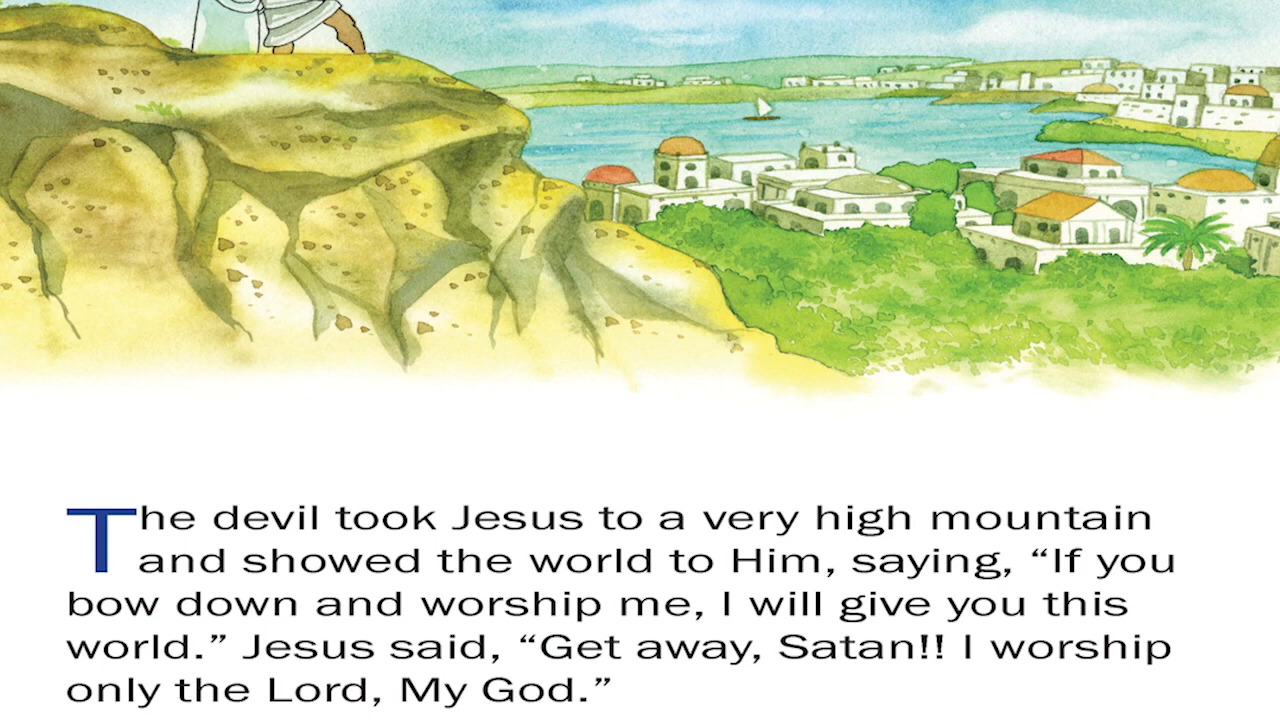 The devil took Jesus to a very high mountain
and showed the world to Him, saying, “If you
bow down and worship me, I will give you this
world.” Jesus said, “Get away, Satan!! I worship
only the Lord, My God.”